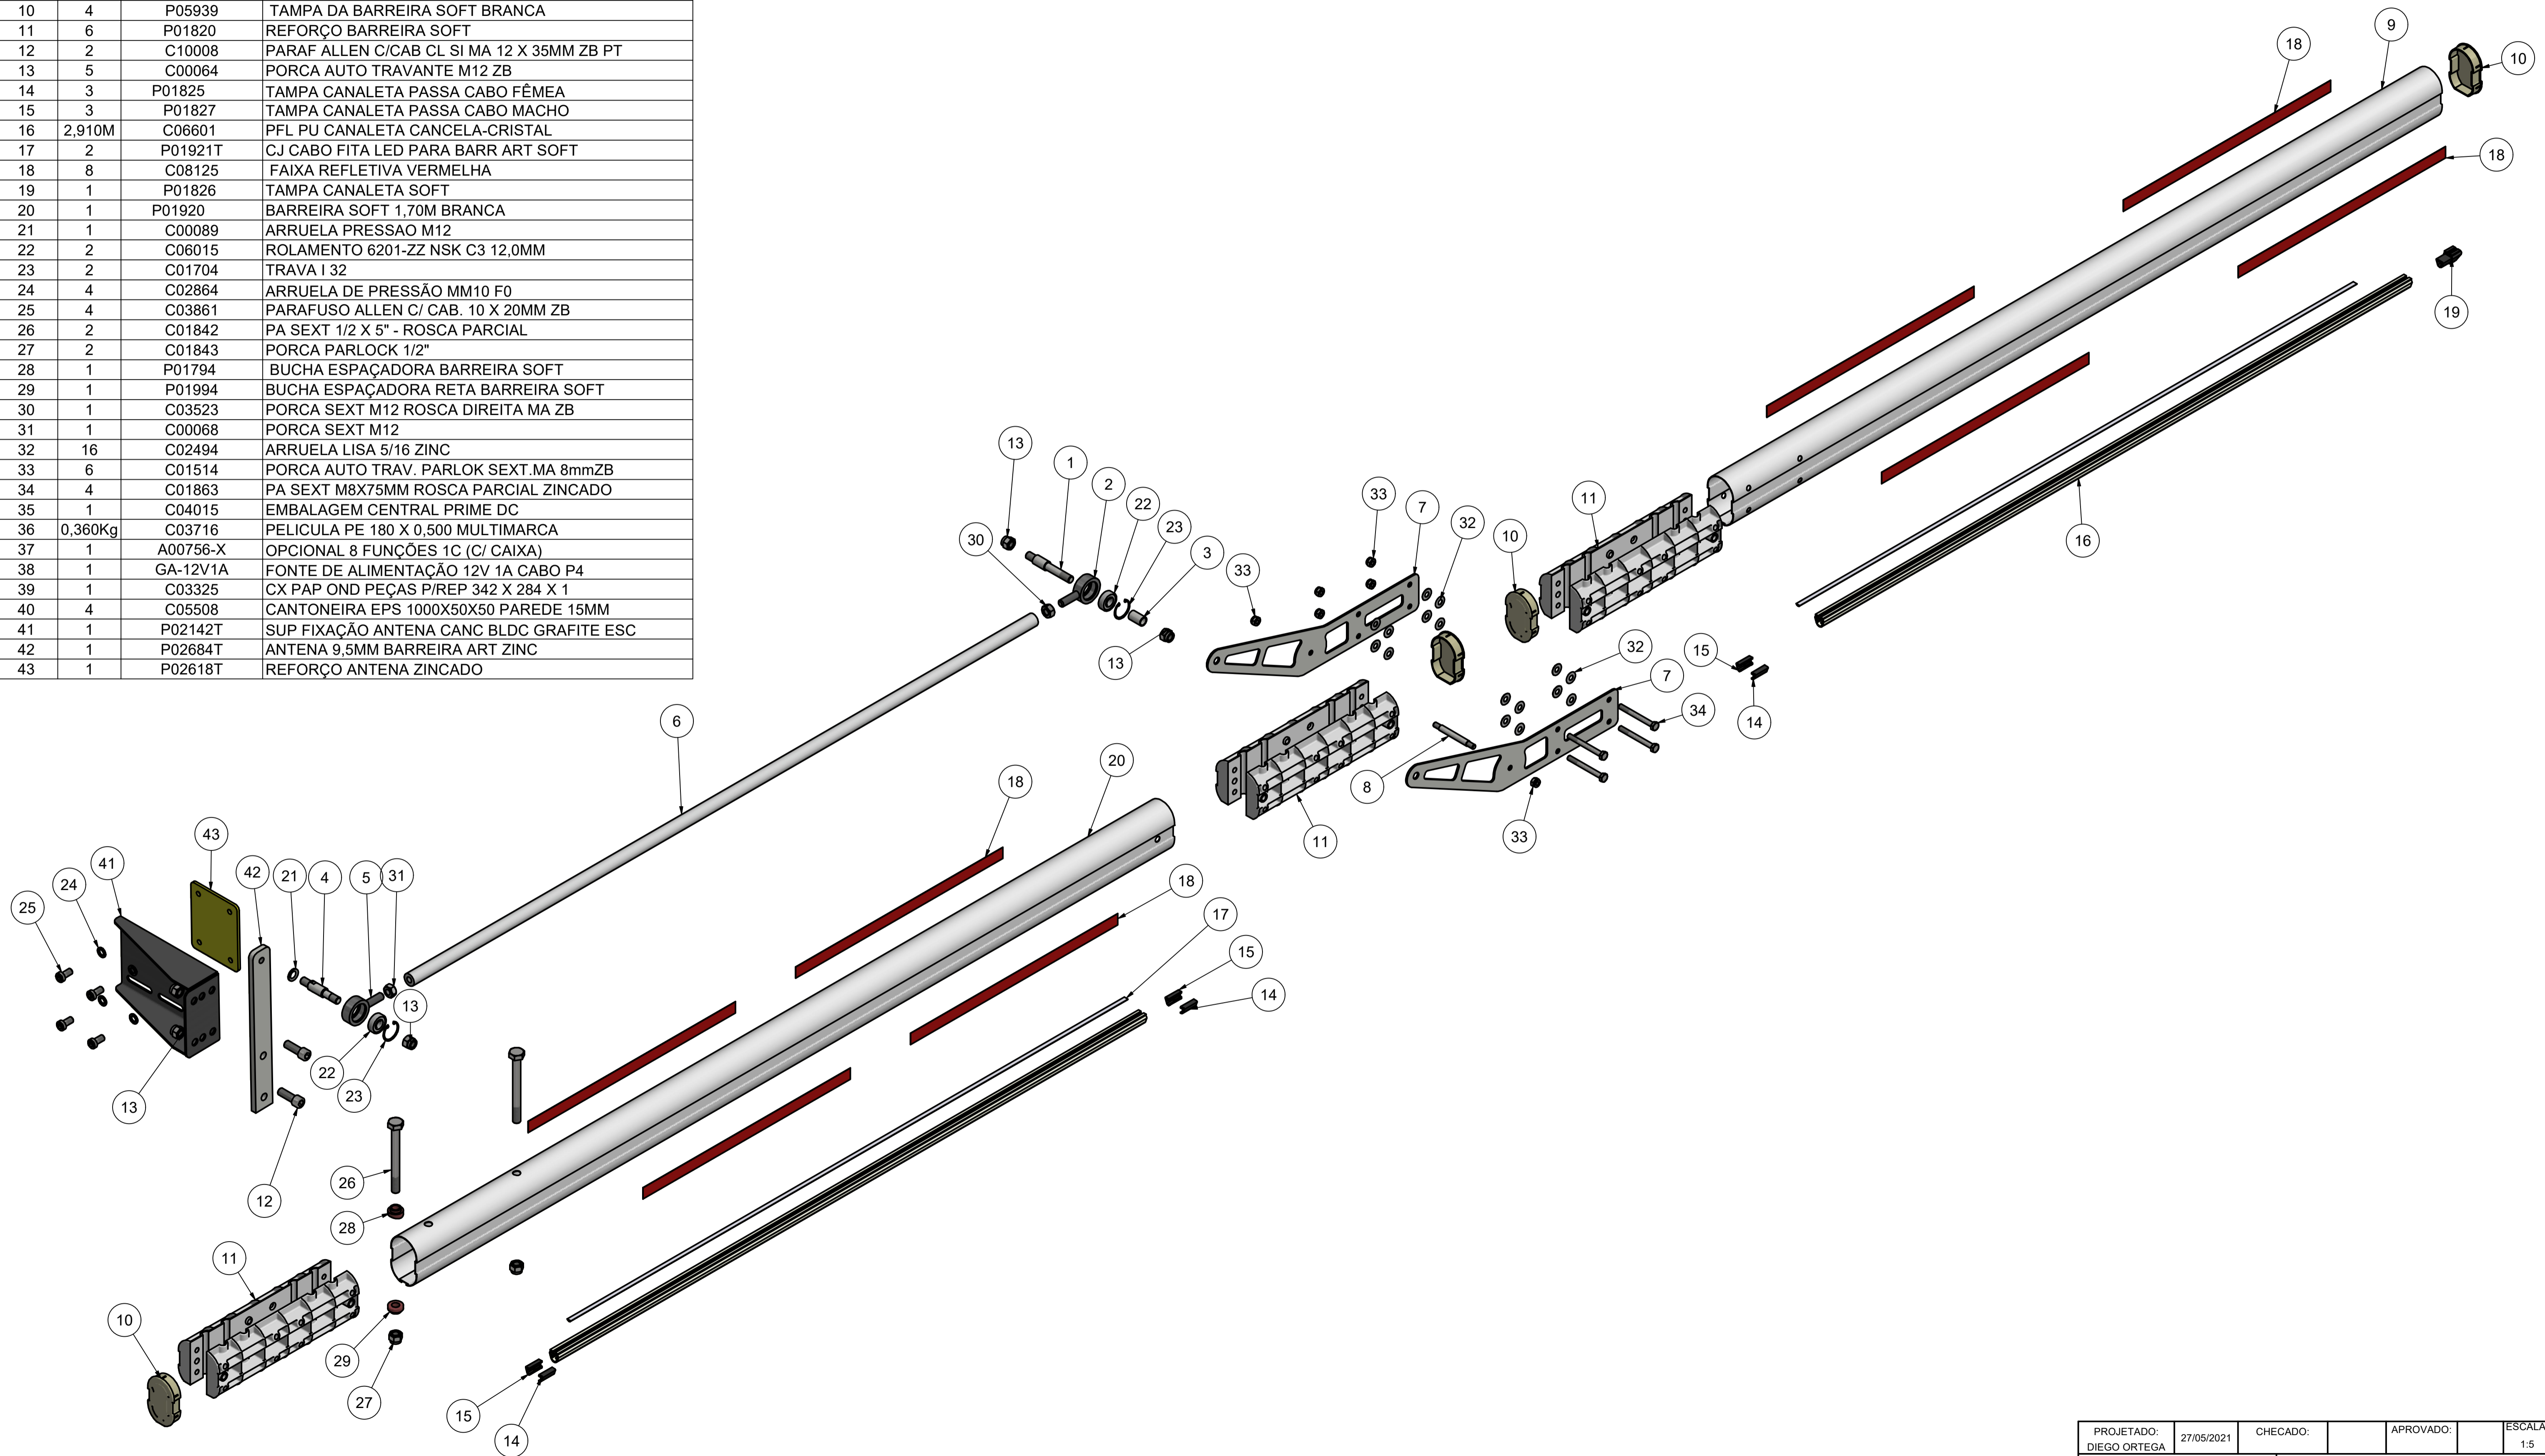 10 4 P05939 TAMPA DA BARREIRA SOFT BRANCA
11 6 P01820 REFORÇO BARREIRA SOFT
12 2 C10008 PARAF ALLEN C/CAB CL SI MA 12 X 35MM ZB PT
13 5 C00064 PORCA AUTO TRAVANTE M12 ZB
14 3 P01825 TAMPA CANALETA PASSA CABO FÊMEA
15 3 P01827 TAMPA CANALETA PASSA CABO MACHO
16 2,910M C06601 PFL PU CANALETA CANCELA-CRISTAL
17 2 P01921T CJ CABO FITA LED PARA BARR ART SOFT
18 8 C08125 FAIXA REFLETIVA VERMELHA
19 1 P01826 TAMPA CANALETA SOFT
20 1 P01920 BARREIRA SOFT 1,70M BRANCA
21 1 C00089 ARRUELA PRESSAO M12
22 2 C06015 ROLAMENTO 6201-ZZ NSK C3 12,0MM
23 2 C01704 TRAVA I 32
24 4 C02864 ARRUELA DE PRESSÃO MM10 F0
25 4 C03861 PARAFUSO ALLEN C/ CAB. 10 X 20MM ZB
26 2 C01842 PA SEXT 1/2 X 5" - ROSCA PARCIAL
27 2 C01843 PORCA PARLOCK 1/2"
28 1 P01794 BUCHA ESPAÇADORA BARREIRA SOFT
29 1 P01994 BUCHA ESPAÇADORA RETA BARREIRA SOFT
30 1 C03523 PORCA SEXT M12 ROSCA DIREITA MA ZB
31 1 C00068 PORCA SEXT M12
32 16 C02494 ARRUELA LISA 5/16 ZINC
33 6 C01514 PORCA AUTO TRAV. PARLOK SEXT.MA 8mmZB
34 4 C01863 PA SEXT M8X75MM ROSCA PARCIAL ZINCADO
35 1 C04015 EMBALAGEM CENTRAL PRIME DC
36 0,360Kg C03716 PELICULA PE 180 X 0,500 MULTIMARCA
37 1 A00756-X OPCIONAL 8 FUNÇÕES 1C (C/ CAIXA)
38 1 GA-12V1A FONTE DE ALIMENTAÇÃO 12V 1A CABO P4
39 1 C03325 CX PAP OND PEÇAS P/REP 342 X 284 X 1
40 4 C05508 CANTONEIRA EPS 1000X50X50 PAREDE 15MM
41 1 P02142T SUP FIXAÇÃO ANTENA CANC BLDC GRAFITE ESC
42 1 P02684T ANTENA 9,5MM BARREIRA ART ZINC
43 1 P02618T REFORÇO ANTENA ZINCADO
9
18
10
18
19
16
13
1
2
22
23
3
30
13
33
7
32
33
11
10
32
7
15
14
34
8
33
11
6
20
18
18
17
15
14
43
41
42
21
4
5
31
24
25
13
22
23
13
12
26
28
11
10
29
27
15
14
PROJETADO: 27/05/2021 CHECADO: APROVADO: ESCALA
DIEGO ORTEGA 1:5